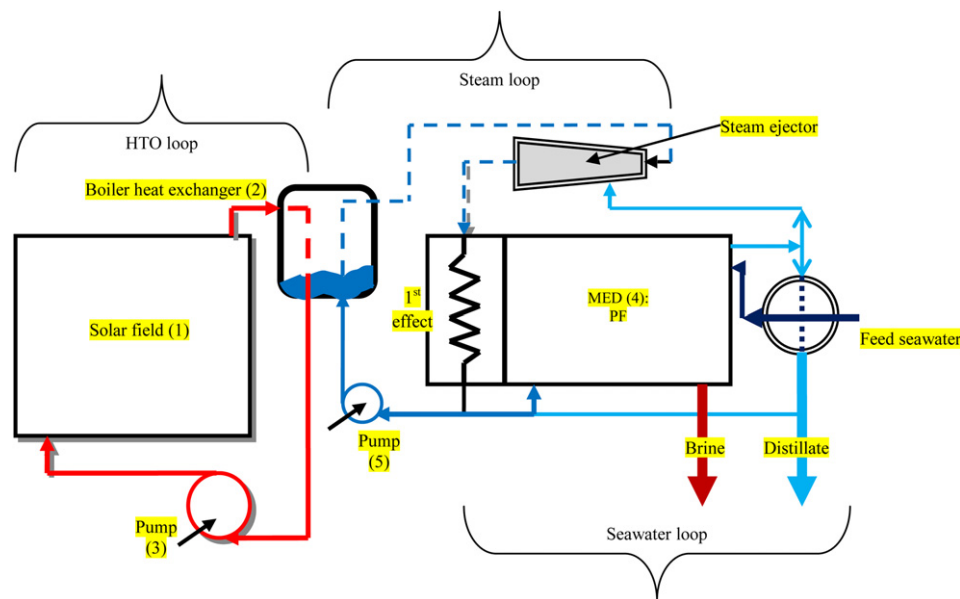 Steam loop
Steam ejector
HTO loop
Boiler heat exchanger (2)
1st
effect
MED (4):
PF
Solar field (1)
Feed seawater
Pump
(5)
Brine
Distillate
Pump
(3)
Seawater loop